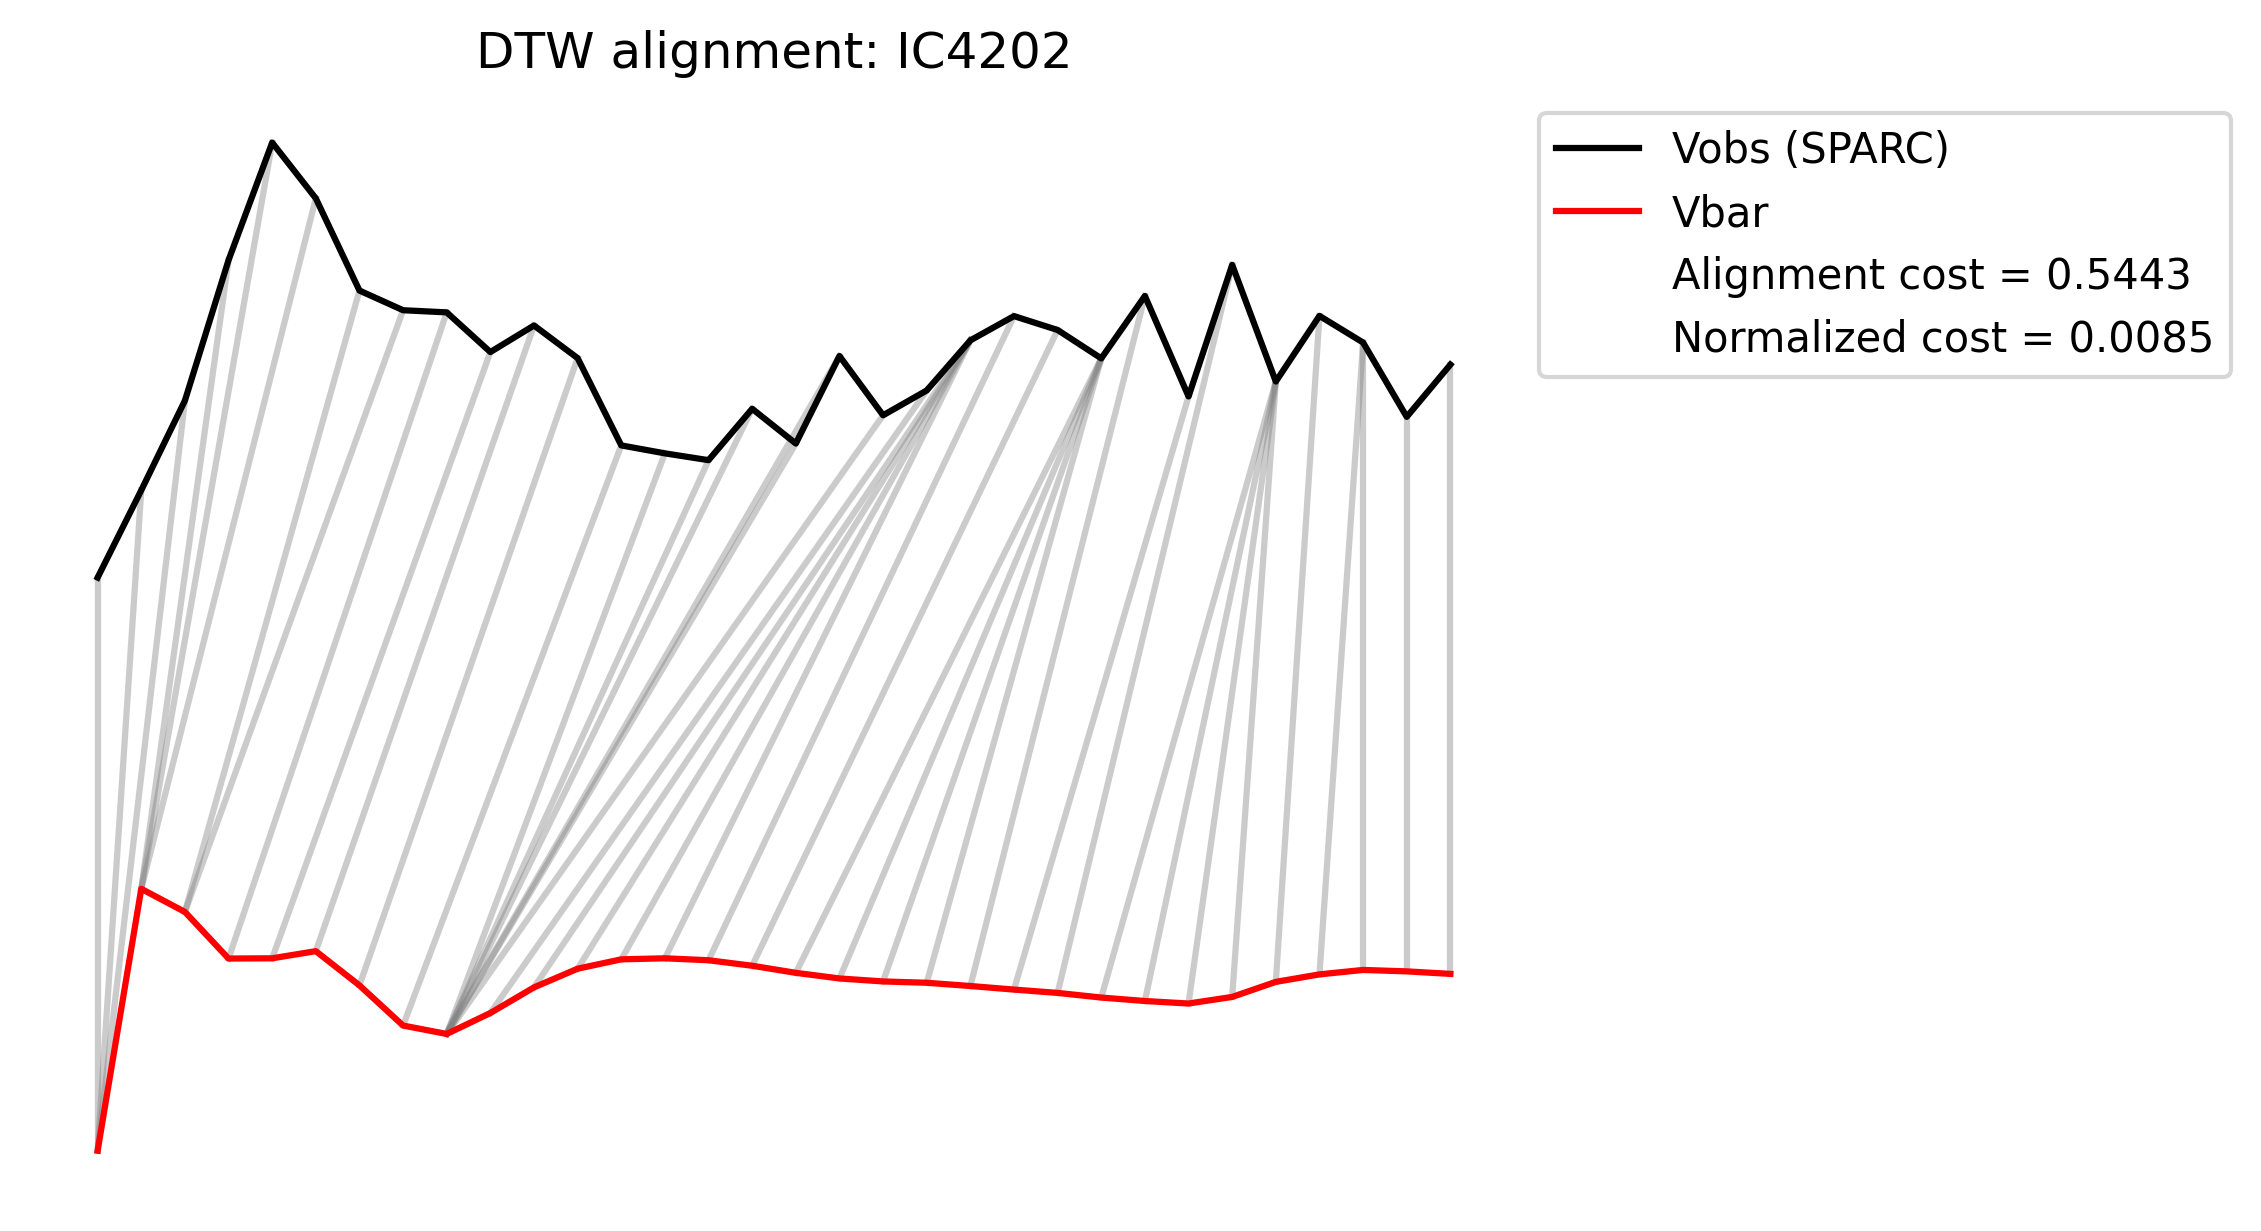 DTW alignment: IC4202
Vobs (SPARC)
Vbar
Alignment cost = 0.5443
Normalized cost = 0.0085